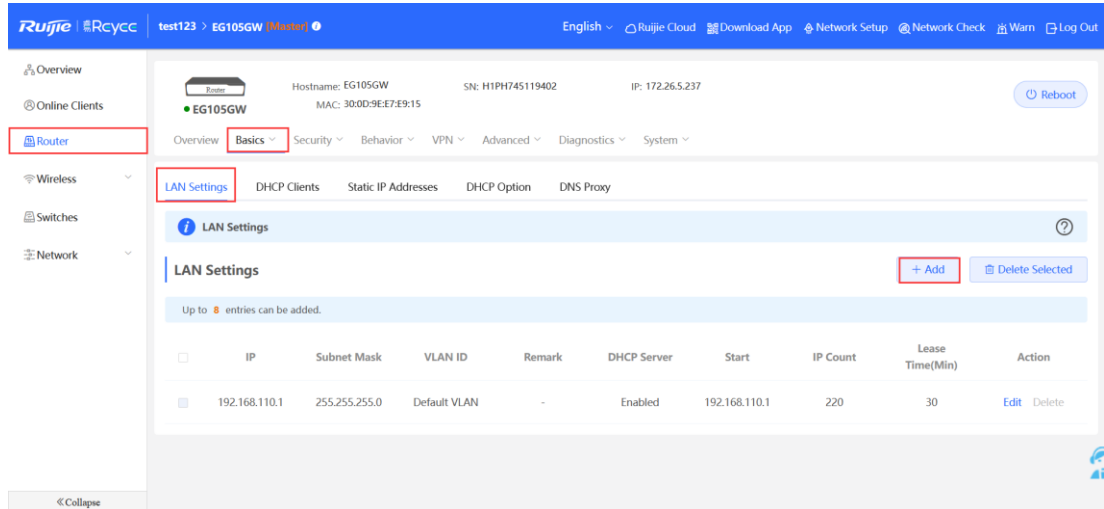 Ruijie Reyee test123 > EG105GW [Master] English Ruijie Cloud Download App Network Setup Network Check Warn Log Out
Overview
Online Clients
Router
Wireless
Switches
Network
«Collapse
Router
EG105GW
Hostname: EG105GW SN: H1PH745119402 IP: 172.26.5.237
MAC: 30:0D:9E:E7:E9:15
Reboot
Overview Basics Security Behavior VPN Advanced Diagnostics System
LAN Settings DHCP Clients Static IP Addresses DHCP Option DNS Proxy
i LAN Settings ?
LAN Settings + Add Delete Selected
Up to 8 entries can be added.
IP Subnet Mask VLAN ID Remark DHCP Server Start IP Count Lease Time(Min) Action
192.168.110.1 255.255.255.0 Default VLAN - Enabled 192.168.110.1 220 30 Edit Delete